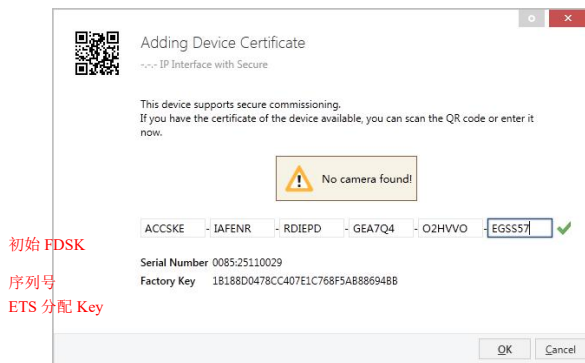 Adding Device Certificate
-.-.- IP Interface with Secure
This device supports secure commissioning.
If you have the certificate of the device available, you can scan the QR code or enter it
now.
No camera found!
初始 FDSK
ACCSKE - IAFENR - RDIEPD - GEA7Q4 - O2HVVO - EGSS57
序列号
Serial Number 0085:25110029
ETS 分配 Key
Factory Key 1B188D0478CC407E1C768F5AB88694BB
OK Cancel